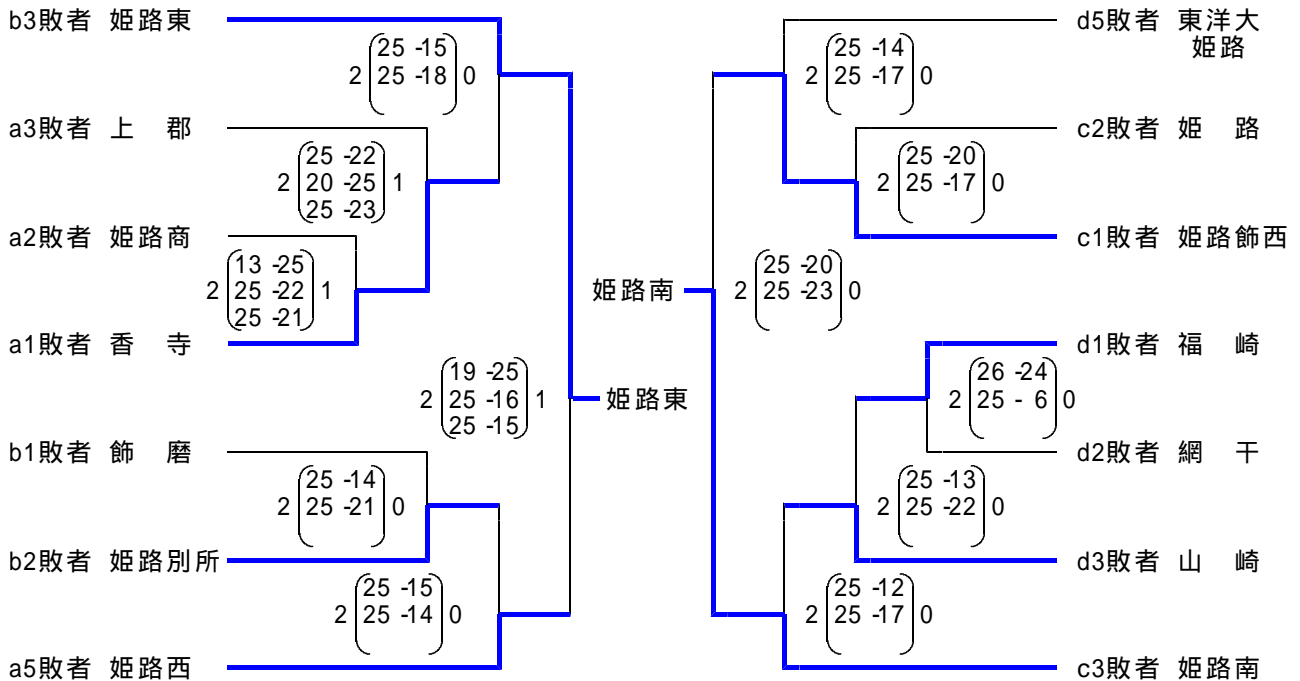 b3敗者 姫路東
2 25 -15 0
25 -18
a3敗者 上 郡
2 25 -22 1
20 -25
25 -23
a2敗者 姫路商
2 13 -25 1
25 -22
25 -21
a1敗者 香 寺
2 19 -25 1
25 -16
25 -15
姫路東
b1敗者 飾 磨
2 25 -14 0
25 -21
b2敗者 姫路別所
2 25 -15 0
25 -14
a5敗者 姫路西
d5敗者 東洋大
姫路
2 25 -14 0
25 -17
c2敗者 姫 路
2 25 -20 0
25 -17
c1敗者 姫路飾西
姫路南
2 25 -20 0
25 -23
d1敗者 福 崎
2 26 -24 0
25 - 6
d2敗者 網 干
2 25 -13 0
25 -22
d3敗者 山 崎
2 25 -12 0
25 -17
c3敗者 姫路南